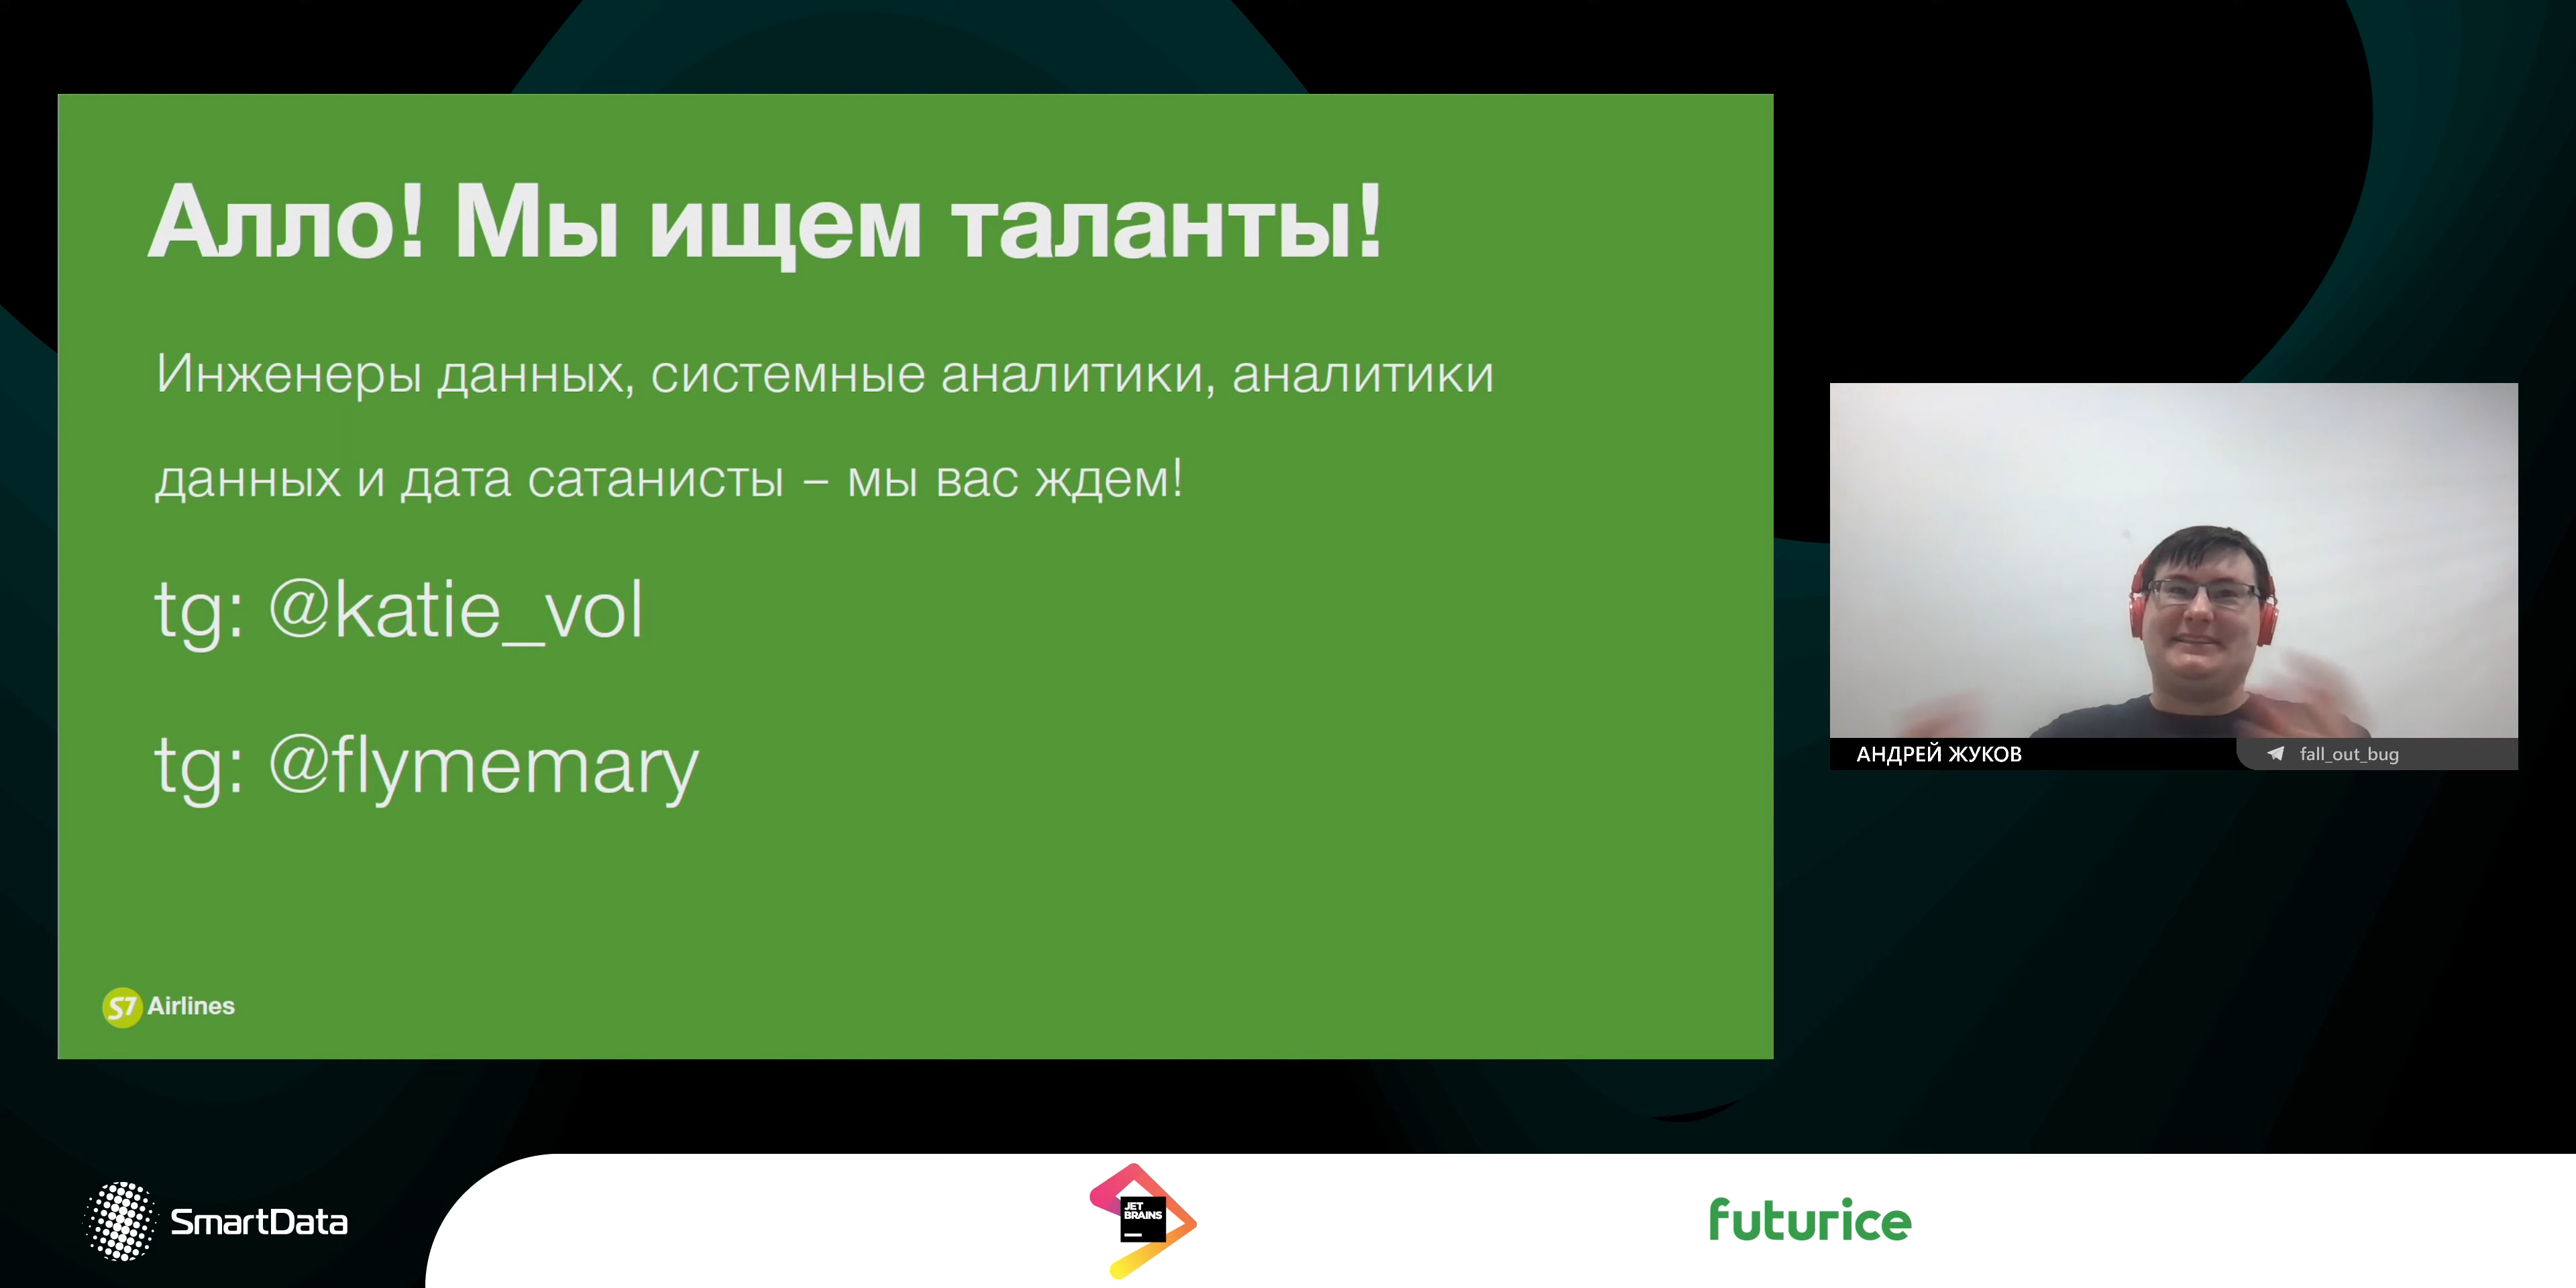 Алло! Мы ищем таланты!
Инженеры данных, системные аналитики, аналитики
данных и дата сатанисты – мы вас ждем!
tg: @katie_vol
tg: @flymemary
S7 Airlines
АНДРЕЙ ЖУКОВ
fall_out_bug
SmartData
JET
BRAINS
futurice